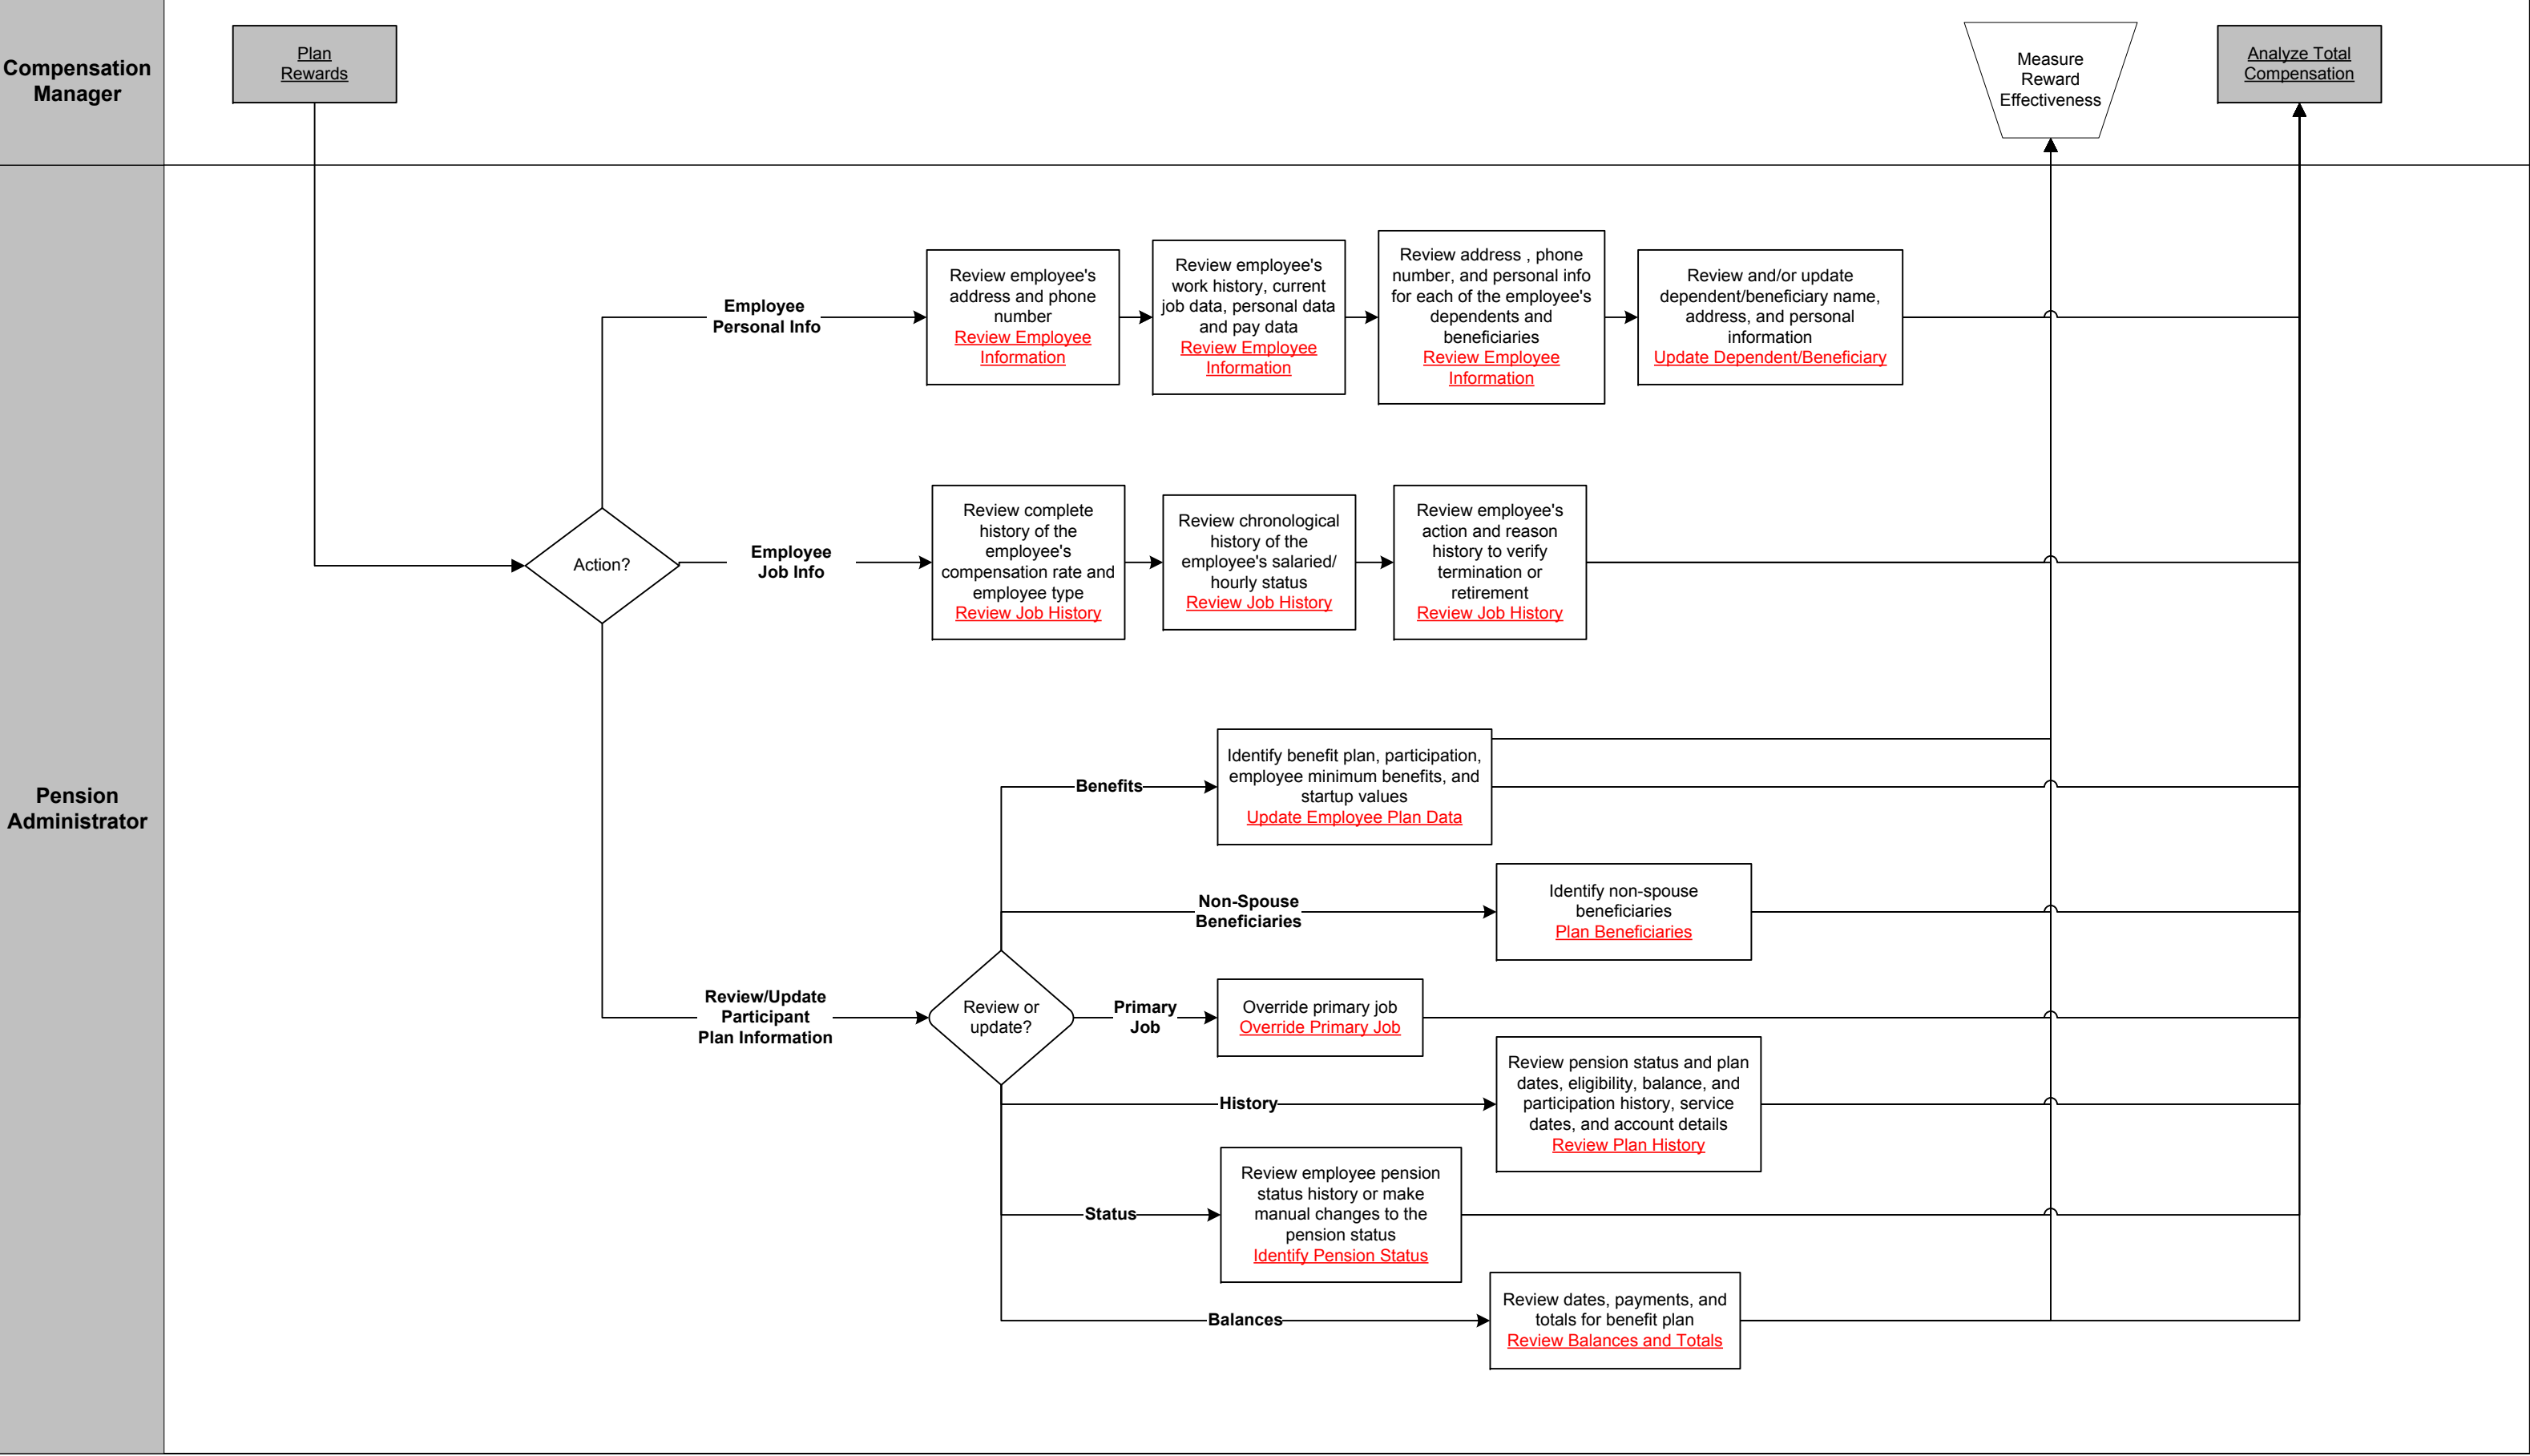 Compensation
Manager
Plan
Rewards
Measure
Reward
Effectiveness
Analyze Total
Compensation
Pension
Administrator
Action?
Employee
Personal Info
Review employee's
address and phone
number
Review Employee
Information
Review employee's
work history, current
job data, personal data
and pay data
Review Employee
Information
Review address , phone
number, and personal info
for each of the employee's
dependents and
beneficiaries
Review Employee
Information
Review and/or update
dependent/beneficiary name,
address, and personal
information
Update Dependent/Beneficiary
Employee
Job Info
Review complete
history of the
employee's
compensation rate and
employee type
Review Job History
Review chronological
history of the
employee's salaried/
hourly status
Review Job History
Review employee's
action and reason
history to verify
termination or
retirement
Review Job History
Review/Update
Participant
Plan Information
Review or
update?
Benefits
Identify benefit plan, participation,
employee minimum benefits, and
startup values
Update Employee Plan Data
Non-Spouse
Beneficiaries
Identify non-spouse
beneficiaries
Plan Beneficiaries
Primary
Job
Override primary job
Override Primary Job
History
Review pension status and plan
dates, eligibility, balance, and
participation history, service
dates, and account details
Review Plan History
Status
Review employee pension
status history or make
manual changes to the
pension status
Identify Pension Status
Balances
Review dates, payments, and
totals for benefit plan
Review Balances and Totals